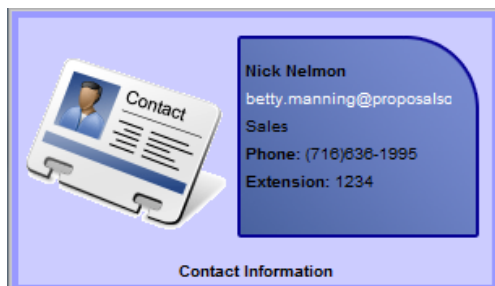 Contact
Nick Nelmon
betty.manning@proposalsc
Sales
Phone: (716)636-1995
Extension: 1234
Contact Information